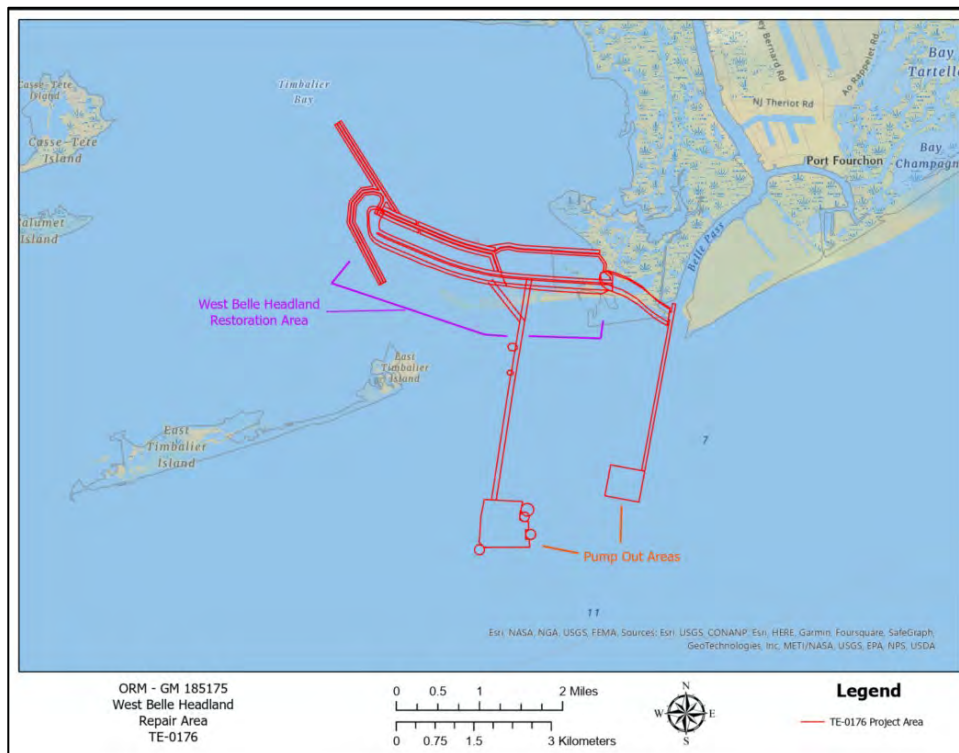 ey Bernard Rd
Ao Rappelet Rd
Bay
Tartelle
NJ Theriot Rd
Port Fourchon
Bay
Champagn
Belle Pass
Timbalier
Bay
Casse-Tete
Island
Casse-Tete
Island
Calumet
Island
West Belle Headland
Restoration Area
East
Timbalier
Island
East
Timbalier
Island
7
Pump Out Areas
11
Esri, NASA, NGA, USGS, FEMA, Sources: Esri, USGS, CONANP, Esri, HERE, Garmin, Foursquare, SafeGraph,
GeoTechnologies, Inc, METI/NASA, USGS, EPA, NPS, USDA
ORM - GM 185175
West Belle Headland
Repair Area
TE-0176
0 0.5 1 2 Miles
0 0.75 1.5 3 Kilometers
N
W E
S
Legend
TE-0176 Project Area